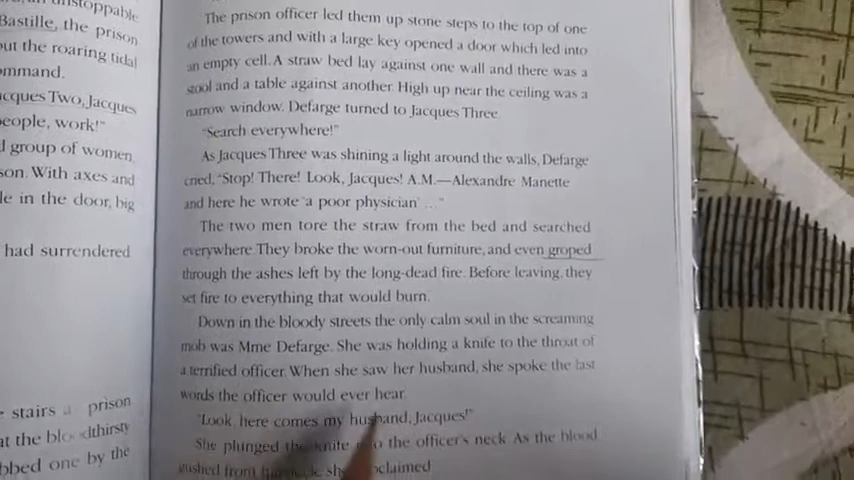 unstoppable
Bastille, the prison
out the roaring tidal
ommand.
acques Two, Jacques
people, work!"
d group of women
son. With axes and
le in the door, big
had surrendered
e stairs a prison
at the bloodthirsty
bbed one by the
The prison officer led them up stone steps to the top of one
of the towers and with a large key opened a door which led into
an empty cell. A straw bed lay against one wall and there was a
stool and a table against another. High up near the ceiling was a
narrow window. Defarge turned to Jacques Three.
"Search everywhere!"
As Jacques Three was shining a light around the walls, Defarge
cried, "Stop! There! Look, Jacques! A.M.—Alexandre Manette
and here he wrote 'a poor physician' ..."
The two men tore the straw from the bed and searched
everywhere. They broke the worn-out furniture, and even groped
through the ashes left by the long-dead fire. Before leaving, they
set fire to everything that would burn.
Down in the bloody streets the only calm soul in the screaming
mob was Mme Defarge. She was holding a knife to the throat of
a terrified officer. When she saw her husband, she spoke the last
words the officer would ever hear.
"Look, here comes my husband, Jacques!"
She plunged the knife into the officer's neck. As the blood
gushed from she